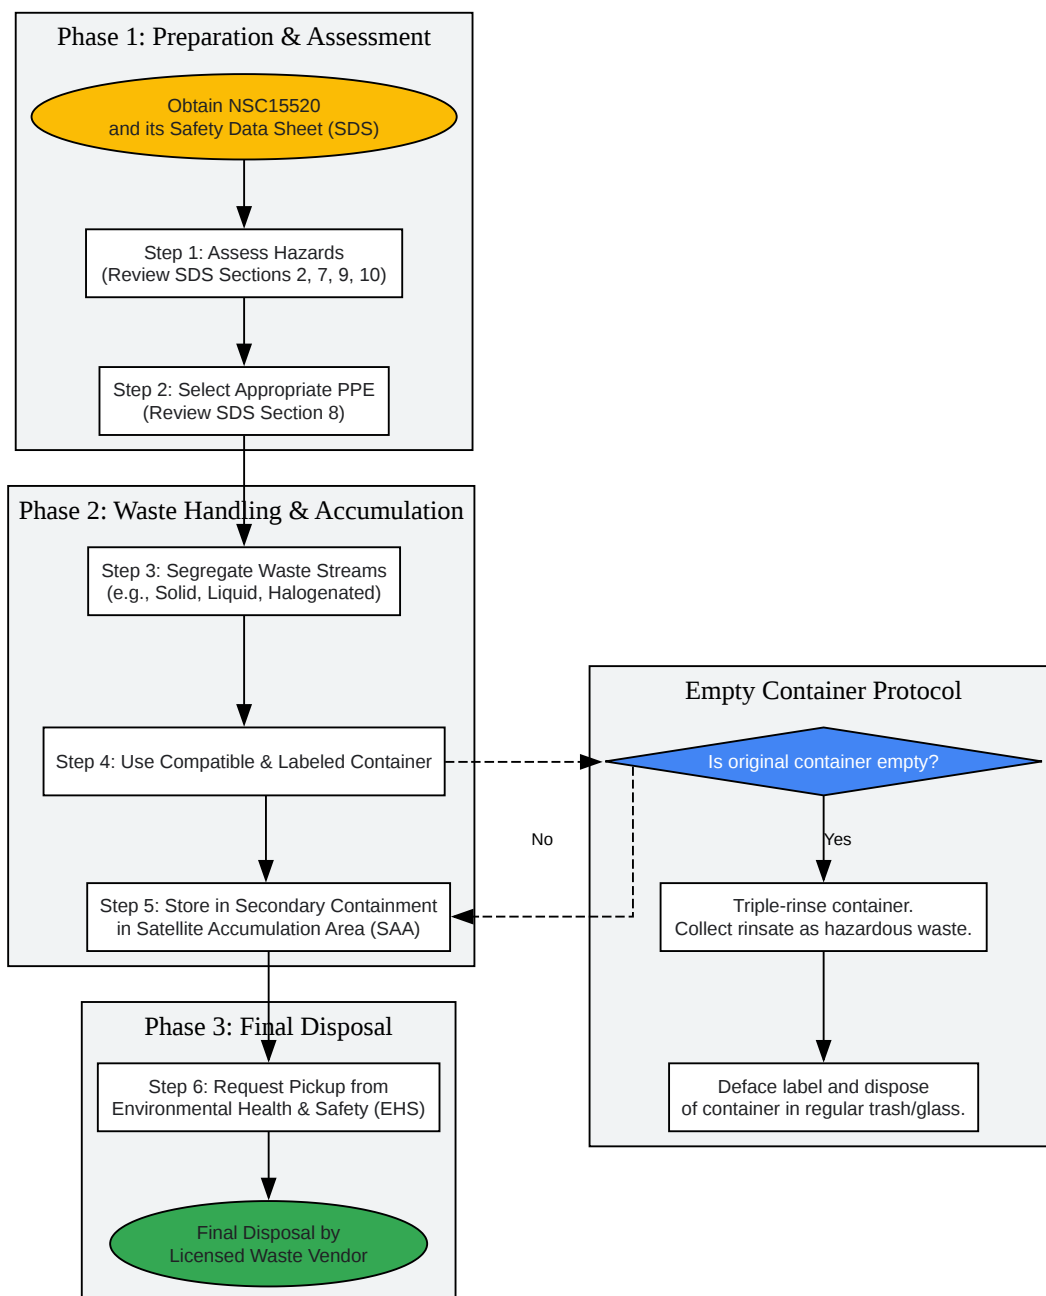 Phase 1: Preparation & Assessment
Obtain NSC15520
and its Safety Data Sheet (SDS)
Step 1: Assess Hazards
(Review SDS Sections 2, 7, 9, 10)
Step 2: Select Appropriate PPE
(Review SDS Section 8)
Phase 2: Waste Handling & Accumulation
Step 3: Segregate Waste Streams
(e.g., Solid, Liquid, Halogenated)
Step 4: Use Compatible & Labeled Container
Step 5: Store in Secondary Containment
in Satellite Accumulation Area (SAA)
Empty Container Protocol
Is original container empty?
No
Yes
Triple-rinse container.
Collect rinsate as hazardous waste.
Deface label and dispose
of container in regular trash/glass.
Phase 3: Final Disposal
Step 6: Request Pickup from
Environmental Health & Safety (EHS)
Final Disposal by
Licensed Waste Vendor